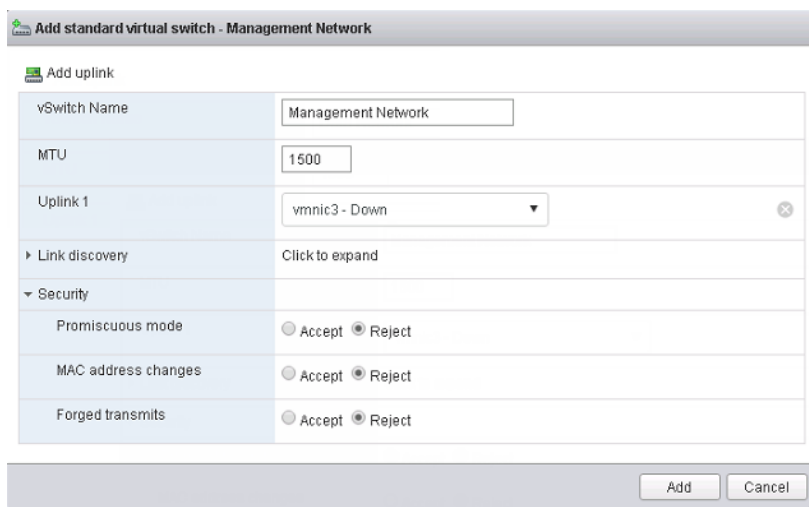 Add standard virtual switch - Management Network
Add uplink
vSwitch Name
Management Network
MTU
1500
Uplink 1
vmnic3 - Down
Link discovery
Click to expand
Security
Promiscuous mode
Accept Reject
MAC address changes
Accept Reject
Forged transmits
Accept Reject
Add Cancel